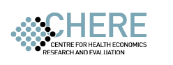 CHERE
CENTRE FOR HEALTH ECONOMICS
RESEARCH AND EVALUATION